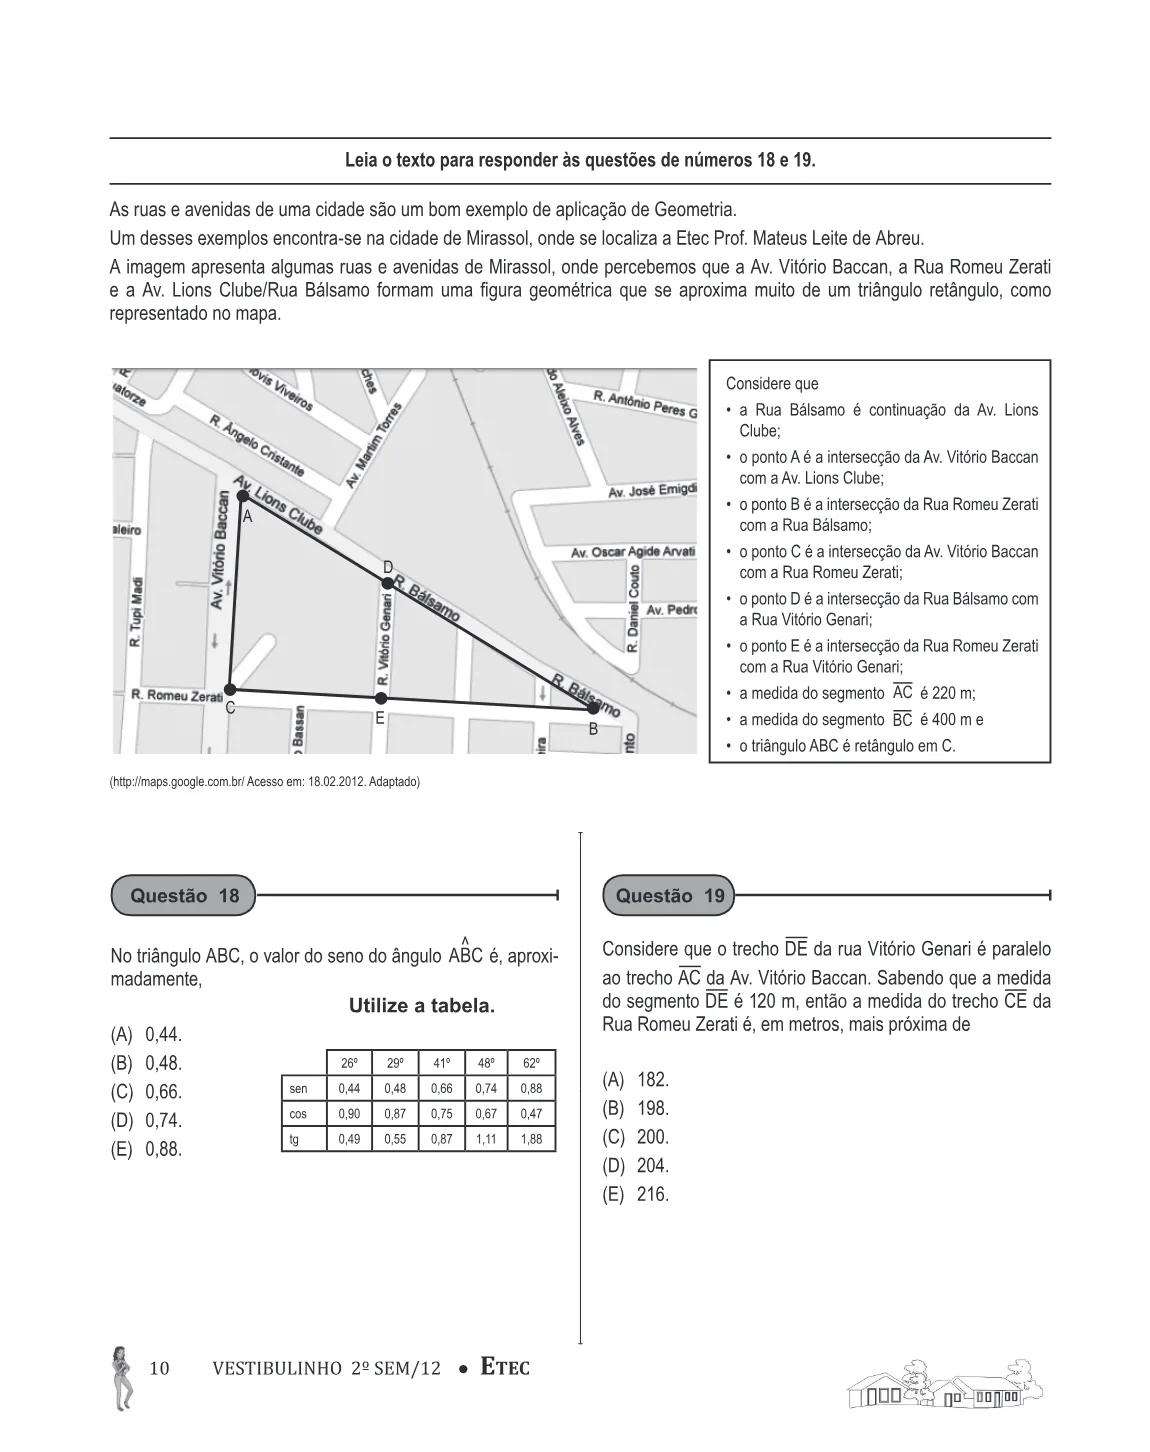 Leia o texto para responder às questões de números 18 e 19.
As ruas e avenidas de uma cidade são um bom exemplo de aplicação de Geometria.
Um desses exemplos encontra-se na cidade de Mirassol, onde se localiza a Etec Prof. Mateus Leite de Abreu.
A imagem apresenta algumas ruas e avenidas de Mirassol, onde percebemos que a Av. Vitório Baccan, a Rua Romeu Zerati
e a Av. Lions Clube/Rua Bálsamo formam uma figura geométrica que se aproxima muito de um triângulo retângulo, como
representado no mapa.
uatorze
ovis Viveiros
ches
R. Ângelo Cristante
Av. Martim Torres
do Aleixo Alves
R. Antônio Peres G
Av. Lions Clube
A
Av. Vitório Baccan
aleiro
R. Tupi Madi
Av. José Emigdi
Av. Oscar Agide Arvati
R. Daniel Couto
Av. Pedro
D
R. Bálsamo
R. Vitório Genari
R. Romeu Zerati
C
E
R. Bálsamo
B
o Bassan
eira
nto
Considere que
• a Rua Bálsamo é continuação da Av. Lions
Clube;
• o ponto A é a intersecção da Av. Vitório Baccan
com a Av. Lions Clube;
• o ponto B é a intersecção da Rua Romeu Zerati
com a Rua Bálsamo;
• o ponto C é a intersecção da Av. Vitório Baccan
com a Rua Romeu Zerati;
• o ponto D é a intersecção da Rua Bálsamo com
a Rua Vitório Genari;
• o ponto E é a intersecção da Rua Romeu Zerati
com a Rua Vitório Genari;
• a medida do segmento A̅C̅ é 220 m;
• a medida do segmento B̅C̅ é 400 m e
• o triângulo ABC é retângulo em C.
(http://maps.google.com.br/ Acesso em: 18.02.2012. Adaptado)
Questão 18
No triângulo ABC, o valor do seno do ângulo AB̂C é, aproxi-
madamente,
Utilize a tabela.
(A) 0,44.
(B) 0,48.
(C) 0,66.
(D) 0,74.
(E) 0,88.
26º 29º 41º 48º 62º
sen 0,44 0,48 0,66 0,74 0,88
cos 0,90 0,87 0,75 0,67 0,47
tg 0,49 0,55 0,87 1,11 1,88
Questão 19
Considere que o trecho D̅E̅ da rua Vitório Genari é paralelo
ao trecho A̅C̅ da Av. Vitório Baccan. Sabendo que a medida
do segmento D̅E̅ é 120 m, então a medida do trecho C̅E̅ da
Rua Romeu Zerati é, em metros, mais próxima de
(A) 182.
(B) 198.
(C) 200.
(D) 204.
(E) 216.
10 VESTIBULINHO 2º SEM/12 • ETEC